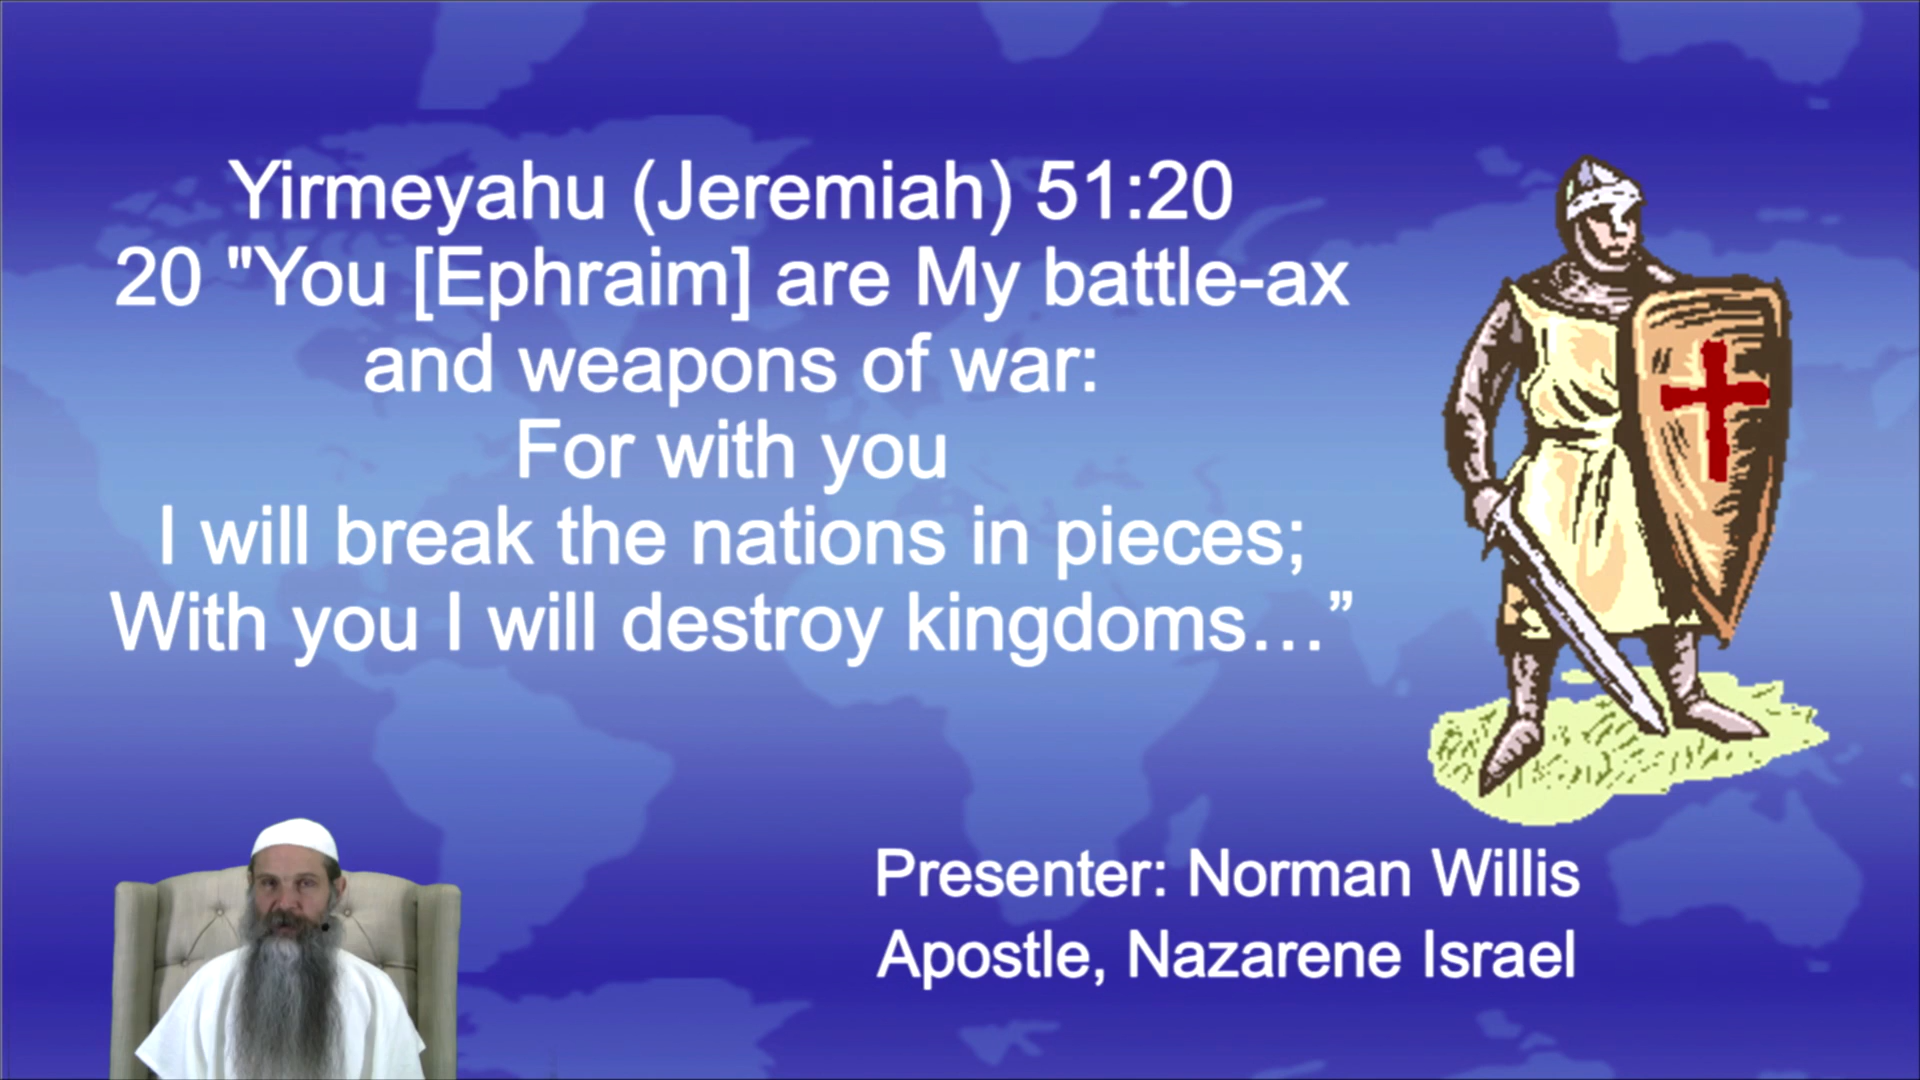 Yirmeyahu (Jeremiah) 51:20
20 "You [Ephraim] are My battle-ax
and weapons of war:
For with you
I will break the nations in pieces;
With you I will destroy kingdoms…”
Presenter: Norman Willis
Apostle, Nazarene Israel